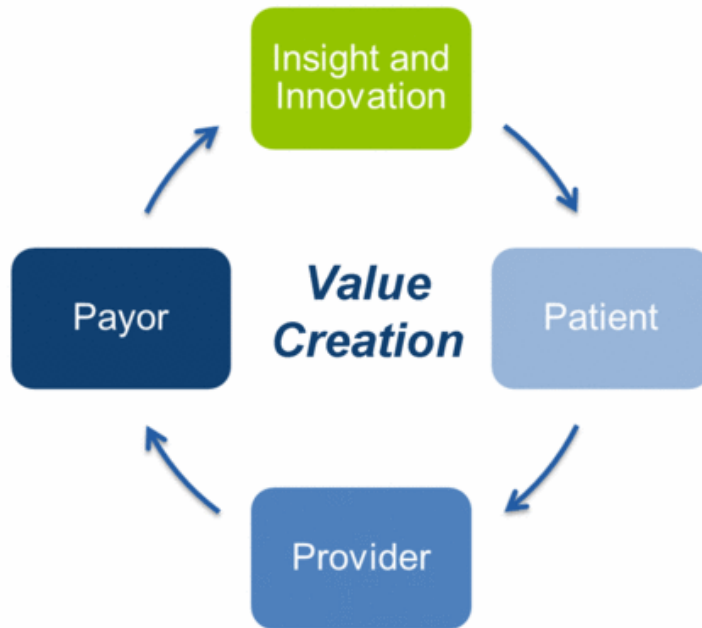 Insight and
Innovation
Payor
Value
Creation
Patient
Provider